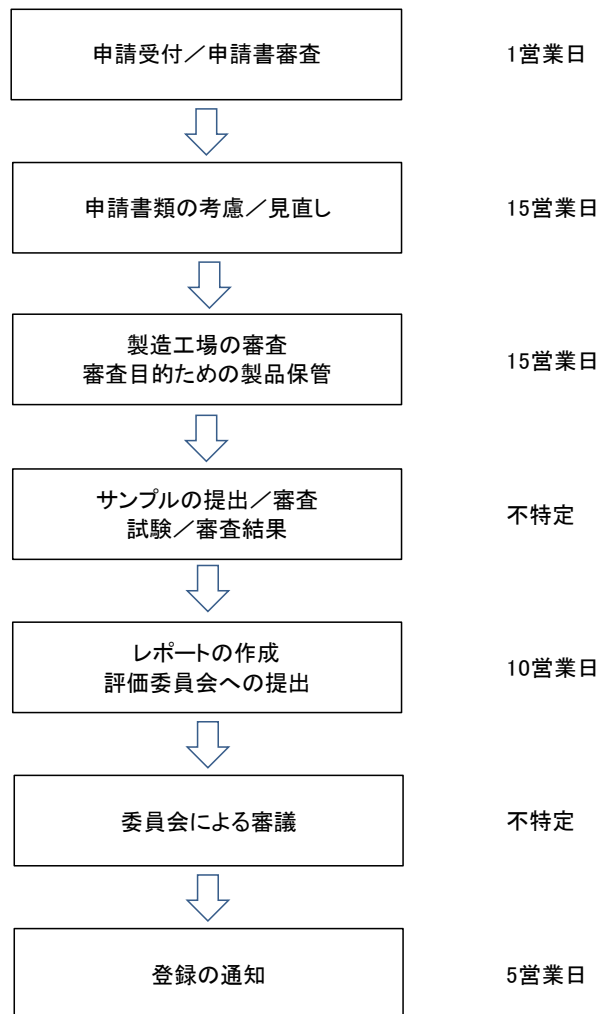 申請受付／申請書審査
1営業日
申請書類の考慮／見直し
15営業日
製造工場の審査
審査目的ための製品保管
15営業日
サンプルの提出／審査
試験／審査結果
不特定
レポートの作成
評価委員会への提出
10営業日
委員会による審議
不特定
登録の通知
5営業日